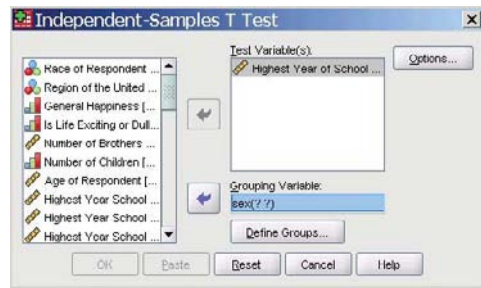 Independent-Samples T Test
Race of Respondent ...
Region of the United ...
General Happiness [...
Is Life Exciting or Dull...
Number of Brothers ...
Number of Children [...
Age of Respondent [...
Highest Year School ...
Highest Year School ...
Highest Year School ...
Test Variable(s):
Highest Year of School ...
Options...
Grouping Variable:
sex(? ?)
Define Groups...
OK
Paste
Reset
Cancel
Help